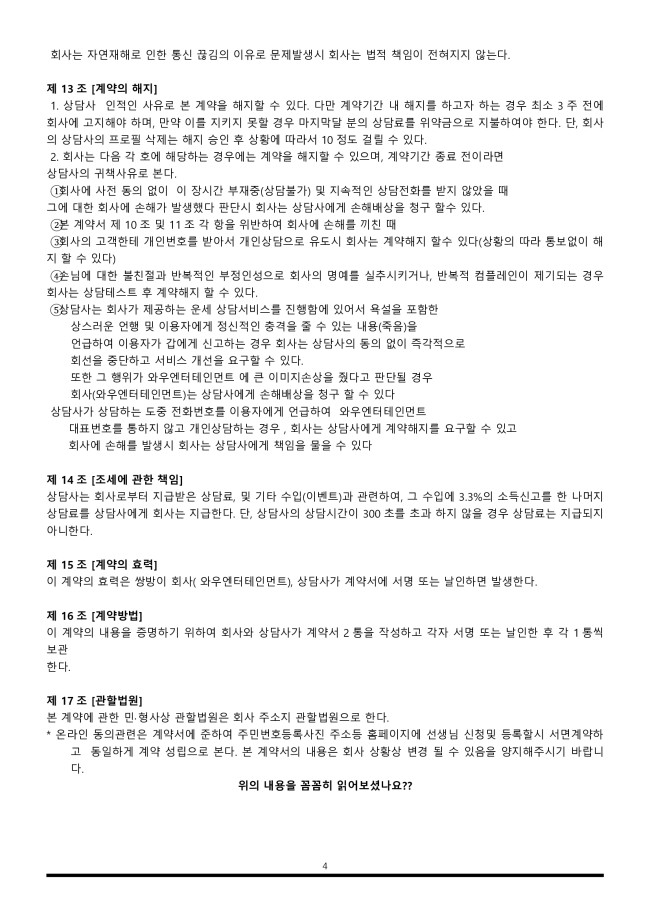 회사는 자연재해로 인한 통신 끊김의 이유로 문제발생시 회사는 법적 책임이 전혀지지 않는다.
제 13 조 [계약의 해지]
1. 상담사 인적인 사유로 본 계약을 해지할 수 있다. 다만 계약기간 내 해지를 하고자 하는 경우 최소 3 주 전에
회사에 고지해야 하며, 만약 이를 지키지 못할 경우 마지막달 분의 상담료를 위약금으로 지불하여야 한다. 단, 회사
의 상담사의 프로필 삭제는 해지 승인 후 상황에 따라서 10 정도 걸릴 수 있다.
2. 회사는 다음 각 호에 해당하는 경우에는 계약을 해지할 수 있으며, 계약기간 종료 전이라면
상담사의 귀책사유로 본다.
①회사에 사전 동의 없이 이 장시간 부재중(상담불가) 및 지속적인 상담전화를 받지 않았을 때
그에 대한 회사에 손해가 발생했다 판단시 회사는 상담사에게 손해배상을 청구 할수 있다.
②본 계약서 제 10 조 및 11 조 각 항을 위반하여 회사에 손해를 끼친 때
③회사의 고객한테 개인번호를 받아서 개인상담으로 유도시 회사는 계약해지 할수 있다(상황의 따라 통보없이 해
지 할 수 있다)
④손님에 대한 불친절과 반복적인 부정인성으로 회사의 명예를 실추시키거나, 반복적 컴플레인이 제기되는 경우
회사는 상담테스트 후 계약해지 할 수 있다.
⑤상담사는 회사가 제공하는 운세 상담서비스를 진행함에 있어서 욕설을 포함한
상스러운 언행 및 이용자에게 정신적인 충격을 줄 수 있는 내용(죽음)을
언급하여 이용자가 갑에게 신고하는 경우 회사는 상담사의 동의 없이 즉각적으로
회선을 중단하고 서비스 개선을 요구할 수 있다.
또한 그 행위가 와우엔터테인먼트 에 큰 이미지손상을 줬다고 판단될 경우
회사(와우엔터테인먼트)는 상담사에게 손해배상을 청구 할 수 있다
상담사가 상담하는 도중 전화번호를 이용자에게 언급하여 와우엔터테인먼트
대표번호를 통하지 않고 개인상담하는 경우 , 회사는 상담사에게 계약해지를 요구할 수 있고
회사에 손해를 발생시 회사는 상담사에게 책임을 물을 수 있다
제 14 조 [조세에 관한 책임]
상담사는 회사로부터 지급받은 상담료, 및 기타 수입(이벤트)과 관련하여, 그 수입에 3.3%의 소득신고를 한 나머지
상담료를 상담사에게 회사는 지급한다. 단, 상담사의 상담시간이 300 초를 초과 하지 않을 경우 상담료는 지급되지
아니한다.
제 15 조 [계약의 효력]
이 계약의 효력은 쌍방이 회사( 와우엔터테인먼트), 상담사가 계약서에 서명 또는 날인하면 발생한다.
제 16 조 [계약방법]
이 계약의 내용을 증명하기 위하여 회사와 상담사가 계약서 2 통을 작성하고 각자 서명 또는 날인한 후 각 1 통씩
보관
한다.
제 17 조 [관할법원]
본 계약에 관한 민·형사상 관할법원은 회사 주소지 관할법원으로 한다.
* 온라인 동의관련은 계약서에 준하여 주민번호등록사진 주소등 홈페이지에 선생님 신청및 등록할시 서면계약하
고 동일하게 계약 성립으로 본다. 본 계약서의 내용은 회사 상황상 변경 될 수 있음을 양지해주시기 바랍니
다.
위의 내용을 꼼꼼히 읽어보셨나요??
4